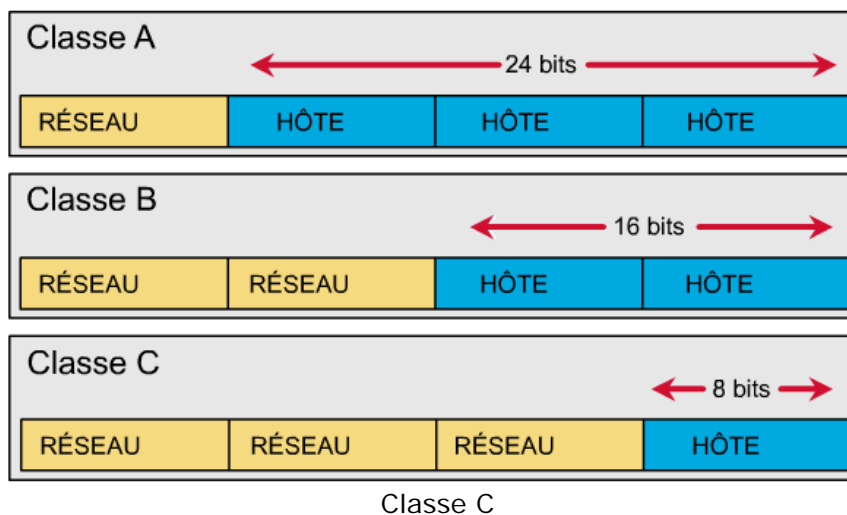 Classe A
24 bits
RÉSEAU HÔTE HÔTE HÔTE
Classe B
16 bits
RÉSEAU RÉSEAU HÔTE HÔTE
Classe C
8 bits
RÉSEAU RÉSEAU RÉSEAU HÔTE
Classe C